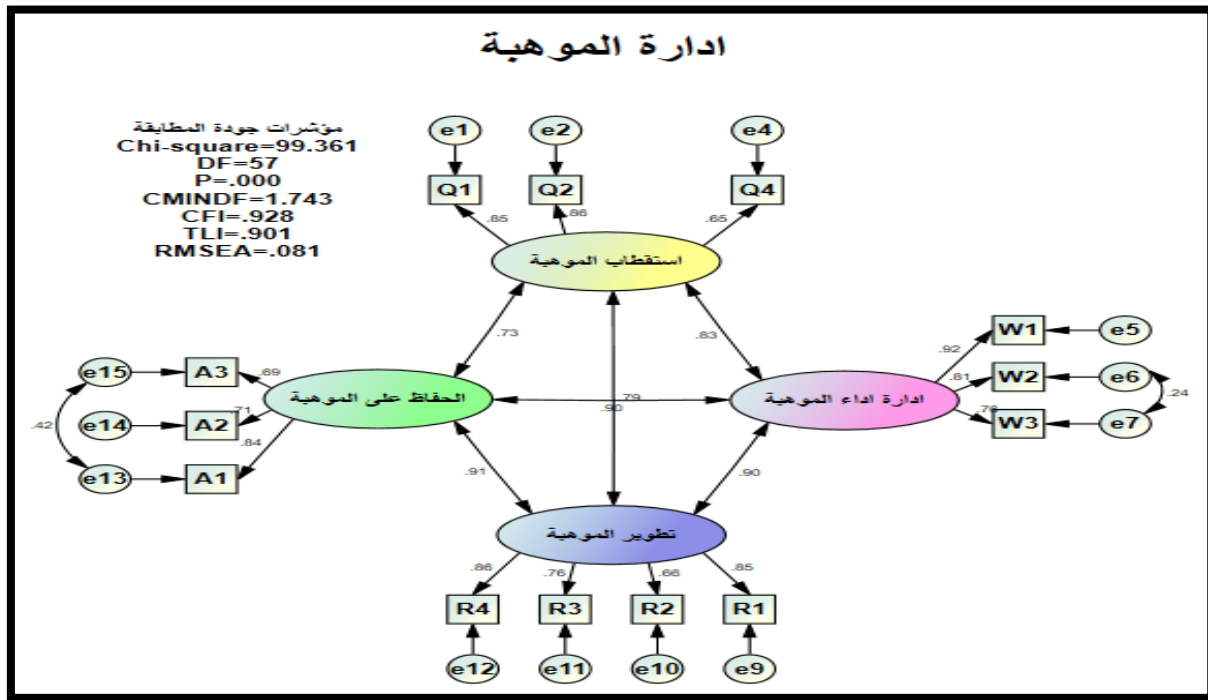 ادارة الموهبة
مؤشرات جودة المطابقة
Chi-square=99.361
DF=57
P=.000
CMINDF=1.743
CFI=.928
TLI=.901
RMSEA=.081
e1 e2 e4
Q1 Q2 Q4
.85 .86 .65
استقطاب الموهبة
.73 .83
W1 e5
.92
e15 A3 .69
W2 e6
.81
الحفاظ على الموهبة
.79
.90
ادارة اداء الموهبة
.24
.42 e14 A2 .71
W3 e7
.84
e13 A1
.91 .90
تطوير الموهبة
.86 .76 .66 .85
R4 R3 R2 R1
e12 e11 e10 e9